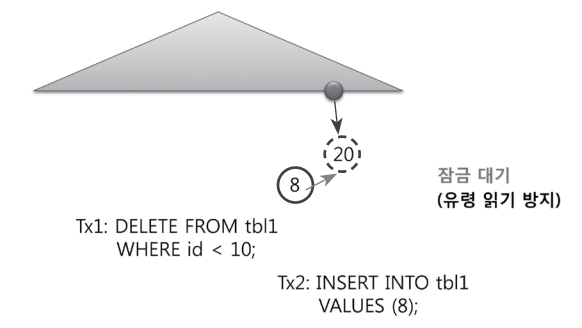 20
8
잠금 대기
(유령 읽기 방지)
Tx1: DELETE FROM tbl1
WHERE id < 10;
Tx2: INSERT INTO tbl1
VALUES (8);